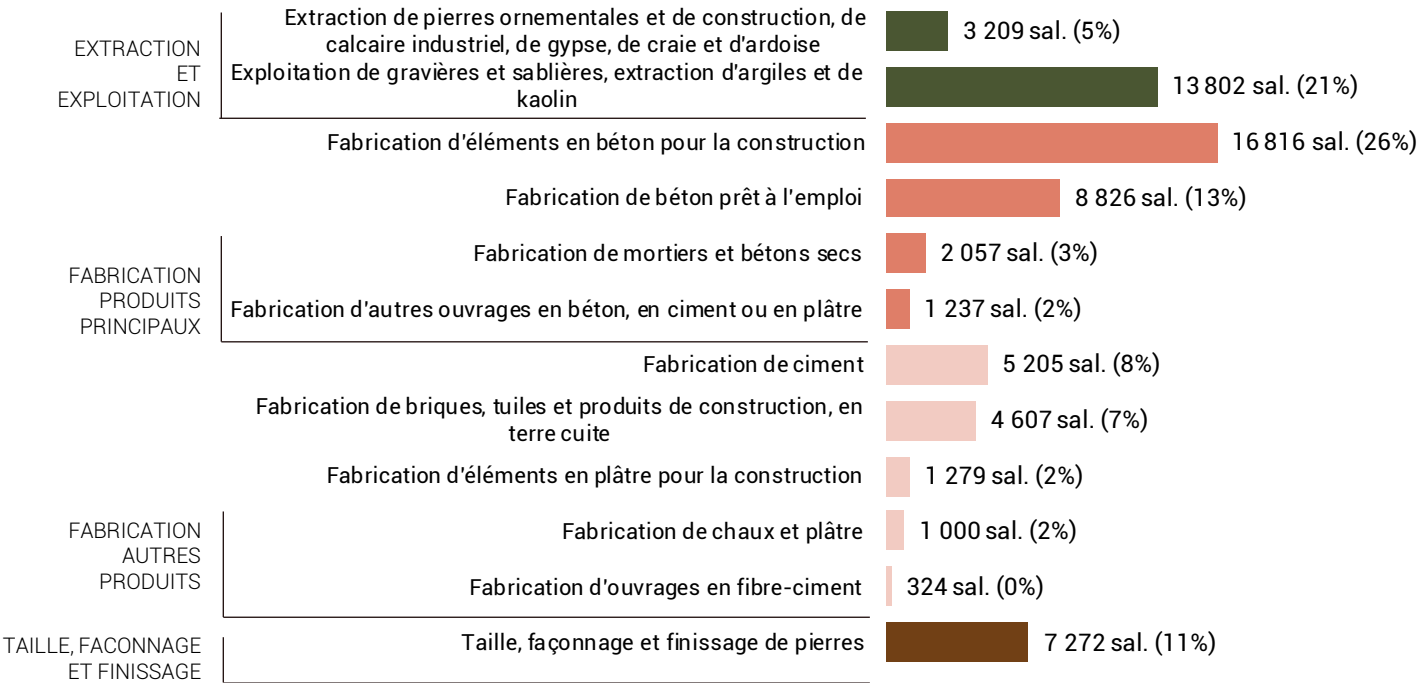 EXTRACTION
ET
EXPLOITATION
Extraction de pierres ornementales et de construction, de
calcaire industriel, de gypse, de craie et d'ardoise
3 209 sal. (5%)
Exploitation de gravières et sablières, extraction d'argiles et de
kaolin
13 802 sal. (21%)
Fabrication d'éléments en béton pour la construction
16 816 sal. (26%)
Fabrication de béton prêt à l'emploi
8 826 sal. (13%)
FABRICATION
PRODUITS
PRINCIPAUX
Fabrication de mortiers et bétons secs
2 057 sal. (3%)
Fabrication d'autres ouvrages en béton, en ciment ou en plâtre
1 237 sal. (2%)
Fabrication de ciment
5 205 sal. (8%)
Fabrication de briques, tuiles et produits de construction, en
terre cuite
4 607 sal. (7%)
Fabrication d'éléments en plâtre pour la construction
1 279 sal. (2%)
FABRICATION
AUTRES
PRODUITS
Fabrication de chaux et plâtre
1 000 sal. (2%)
Fabrication d'ouvrages en fibre-ciment
324 sal. (0%)
TAILLE, FACONNAGE
ET FINISSAGE
Taille, façonnage et finissage de pierres
7 272 sal. (11%)